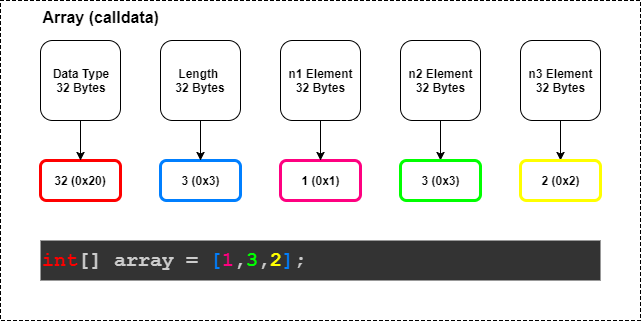 Array (calldata)
Data Type
32 Bytes
Length
32 Bytes
n1 Element
32 Bytes
n2 Element
32 Bytes
n3 Element
32 Bytes
32 (0x20)
3 (0x3)
1 (0x1)
3 (0x3)
2 (0x2)
int[] array = [1,3,2];